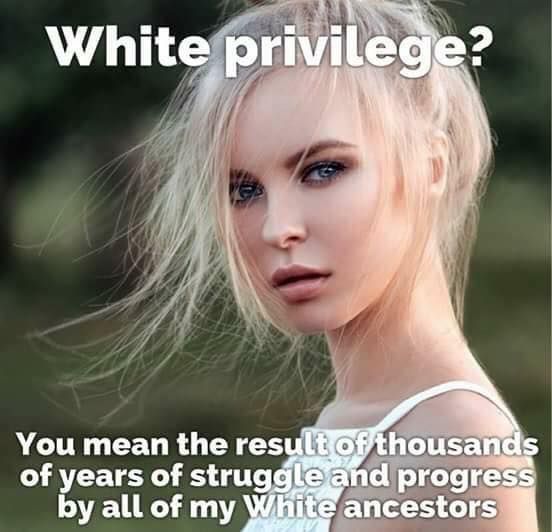 White privilege?
You mean the result of thousands
of years of struggle and progress
by all of my White ancestors